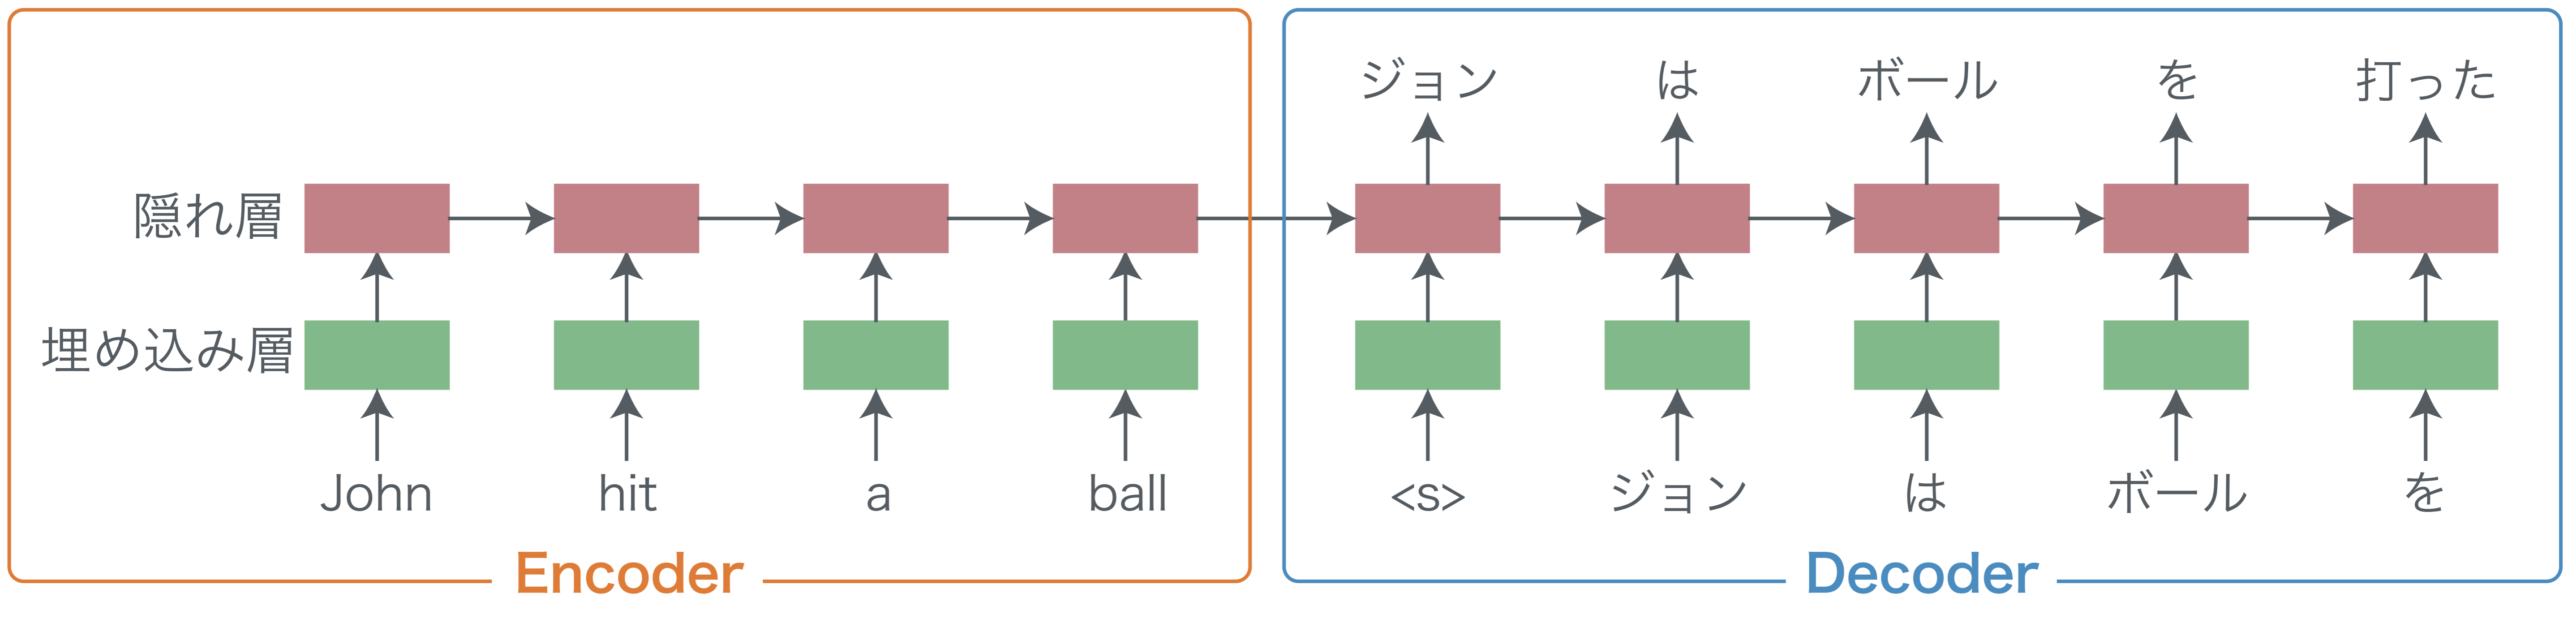 ジョン は ボール を 打った
隠れ層
埋め込み層
John hit a ball <s> ジョン は ボール を
Encoder Decoder